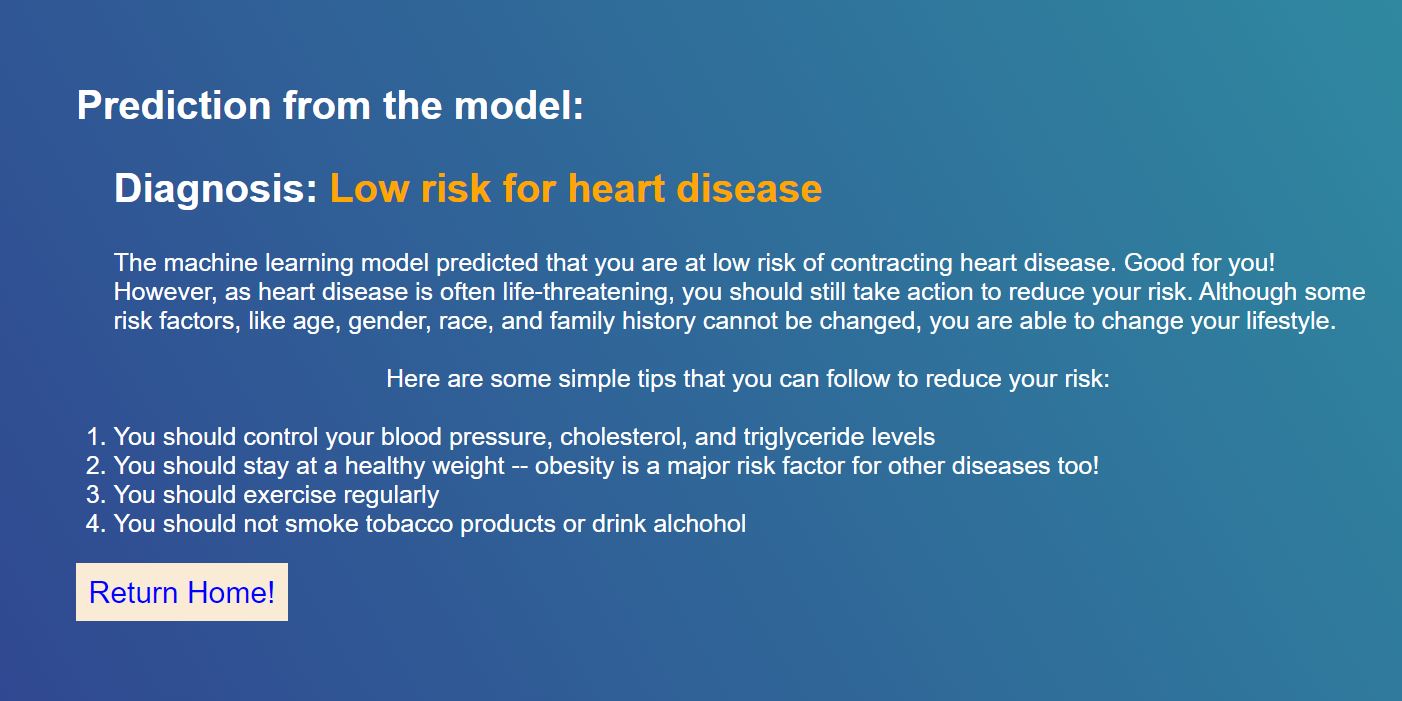 Prediction from the model:
Diagnosis: Low risk for heart disease
The machine learning model predicted that you are at low risk of contracting heart disease. Good for you!
However, as heart disease is often life-threatening, you should still take action to reduce your risk. Although some
risk factors, like age, gender, race, and family history cannot be changed, you are able to change your lifestyle.
Here are some simple tips that you can follow to reduce your risk:
1. You should control your blood pressure, cholesterol, and triglyceride levels
2. You should stay at a healthy weight -- obesity is a major risk factor for other diseases too!
3. You should exercise regularly
4. You should not smoke tobacco products or drink alchohol
Return Home!